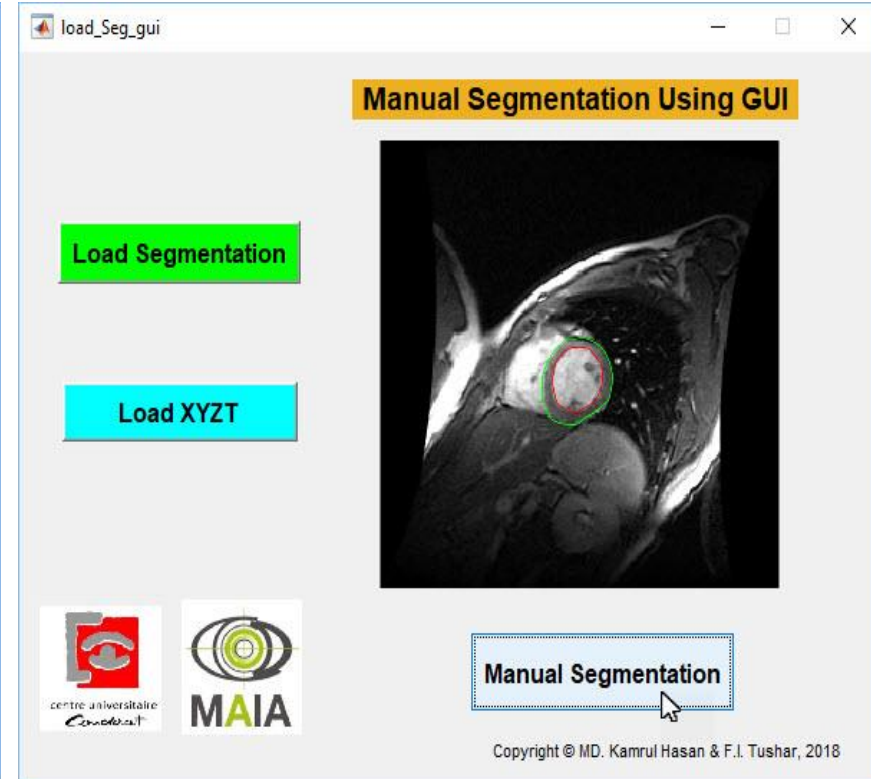 load_Seg_gui
Manual Segmentation Using GUI
Load Segmentation
Load XYZT
centre universitaire
Condorcet
MAIA
Manual Segmentation
Copyright © MD. Kamrul Hasan & F.I. Tushar, 2018